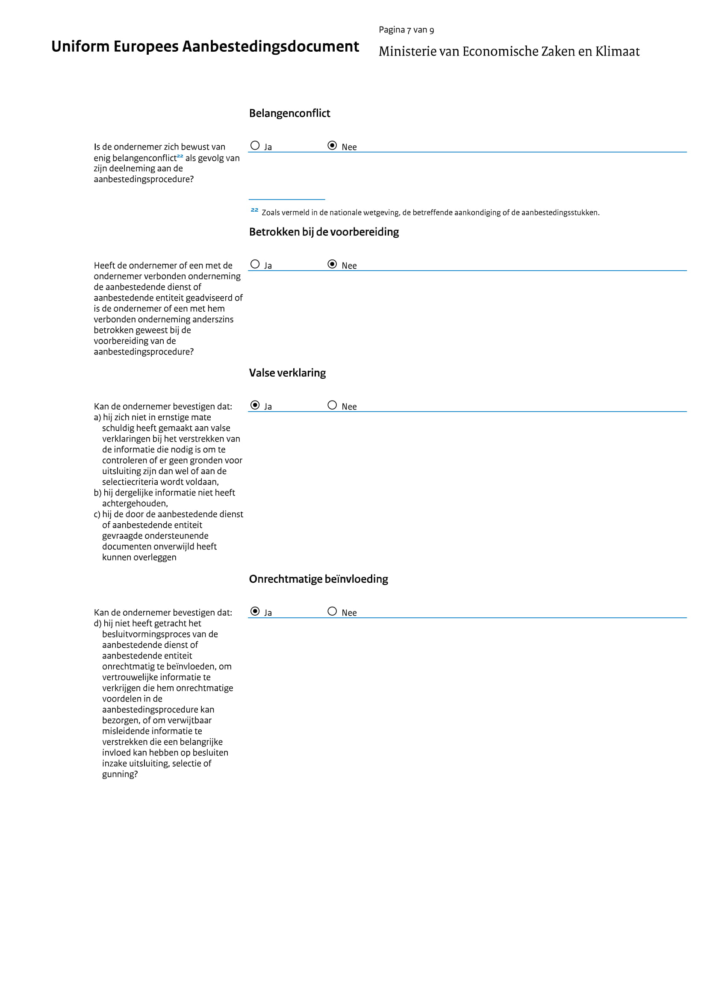 Pagina 7 van 9
Uniform Europees Aanbestedingsdocument
Ministerie van Economische Zaken en Klimaat
Belangenconflict
Is de ondernemer zich bewust van
enig belangenconflict²² als gevolg van
zijn deelneming aan de
aanbestedingsprocedure?
Ja Nee
²² Zoals vermeld in de nationale wetgeving, de betreffende aankondiging of de aanbestedingsstukken.
Betrokken bij de voorbereiding
Heeft de ondernemer of een met de
ondernemer verbonden onderneming
de aanbestedende dienst of
aanbestedende entiteit geadviseerd of
is de ondernemer of een met hem
verbonden onderneming anderszins
betrokken geweest bij de
voorbereiding van de
aanbestedingsprocedure?
Ja Nee
Valse verklaring
Kan de ondernemer bevestigen dat:
a) hij zich niet in ernstige mate
schuldig heeft gemaakt aan valse
verklaringen bij het verstrekken van
de informatie die nodig is om te
controleren of er geen gronden voor
uitsluiting zijn dan wel of aan de
selectiecriteria wordt voldaan,
b) hij dergelijke informatie niet heeft
achtergehouden,
c) hij de door de aanbestedende dienst
of aanbestedende entiteit
gevraagde ondersteunende
documenten onverwijld heeft
kunnen overleggen
Ja Nee
Onrechtmatige beïnvloeding
Kan de ondernemer bevestigen dat:
d) hij niet heeft getracht het
besluitvormingsproces van de
aanbestedende dienst of
aanbestedende entiteit
onrechtmatig te beïnvloeden, om
vertrouwelijke informatie te
verkrijgen die hem onrechtmatige
voordelen in de
aanbestedingsprocedure kan
bezorgen, of om verwijtbaar
misleidende informatie te
verstrekken die een belangrijke
invloed kan hebben op besluiten
inzake uitsluiting, selectie of
gunning?
Ja Nee